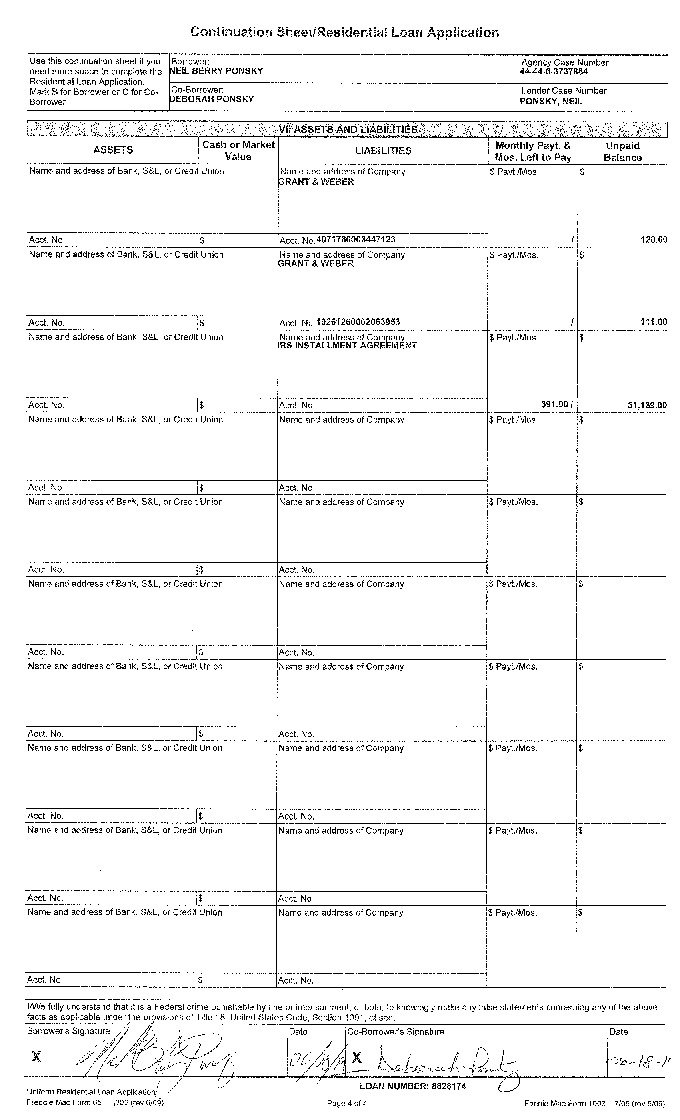 Continuation Sheet/Residential Loan Application
Use this continuation sheet if you
need more space to complete the
Residential Loan Application.
Mark B for Borrower or C for Co-
Borrower.
Borrower:
NEIL BERRY PONSKY
Co-Borrower:
DEBORAH PONSKY
Agency Case Number
Lender Case Number
PONSKY, NEIL
VI. ASSETS AND LIABILITIES
ASSETS
Cash or Market
Value
LIABILITIES
Monthly Payt. &
Mos. Left to Pay
Unpaid
Balance
Name and address of Bank, S&L, or Credit Union
Name and address of Company
GRANT & WEBER
$ Payt./Mos.
$
Acct. No.
$
Acct. No.
/
120.00
Name and address of Bank, S&L, or Credit Union
Name and address of Company
GRANT & WEBER
$ Payt./Mos.
$
Acct. No.
$
Acct. No.
/
111.00
Name and address of Bank, S&L, or Credit Union
Name and address of Company
IRS INSTALLMENT AGREEMENT
$ Payt./Mos.
$
Acct. No.
$
Acct. No.
391.00 /
31,139.00
Name and address of Bank, S&L, or Credit Union
Name and address of Company
$ Payt./Mos.
$
Acct. No.
$
Acct. No.
Name and address of Bank, S&L, or Credit Union
Name and address of Company
$ Payt./Mos.
$
Acct. No.
$
Acct. No.
Name and address of Bank, S&L, or Credit Union
Name and address of Company
$ Payt./Mos.
$
Acct. No.
$
Acct. No.
Name and address of Bank, S&L, or Credit Union
Name and address of Company
$ Payt./Mos.
$
Acct. No.
$
Acct. No.
Name and address of Bank, S&L, or Credit Union
Name and address of Company
$ Payt./Mos.
$
Acct. No.
$
Acct. No.
Name and address of Bank, S&L, or Credit Union
Name and address of Company
$ Payt./Mos.
$
Acct. No.
$
Acct. No.
Name and address of Bank, S&L, or Credit Union
Name and address of Company
$ Payt./Mos.
$
Acct. No.
$
Acct. No.
I/We fully understand that it is a Federal crime punishable by fine or imprisonment, or both, to knowingly make any false statements concerning any of the above
facts as applicable under the provisions of Title 18, United States Code, Section 1001, et seq.
Borrower's Signature
X
Date
Co-Borrower's Signature
X Deborah Ponsky
Date
LOAN NUMBER: 8828174
Uniform Residential Loan Application
Freddie Mac Form 65 7/05 (rev 6/09)
Page 4 of 4
Fannie Mae Form 1003 7/05 (rev 6/09)